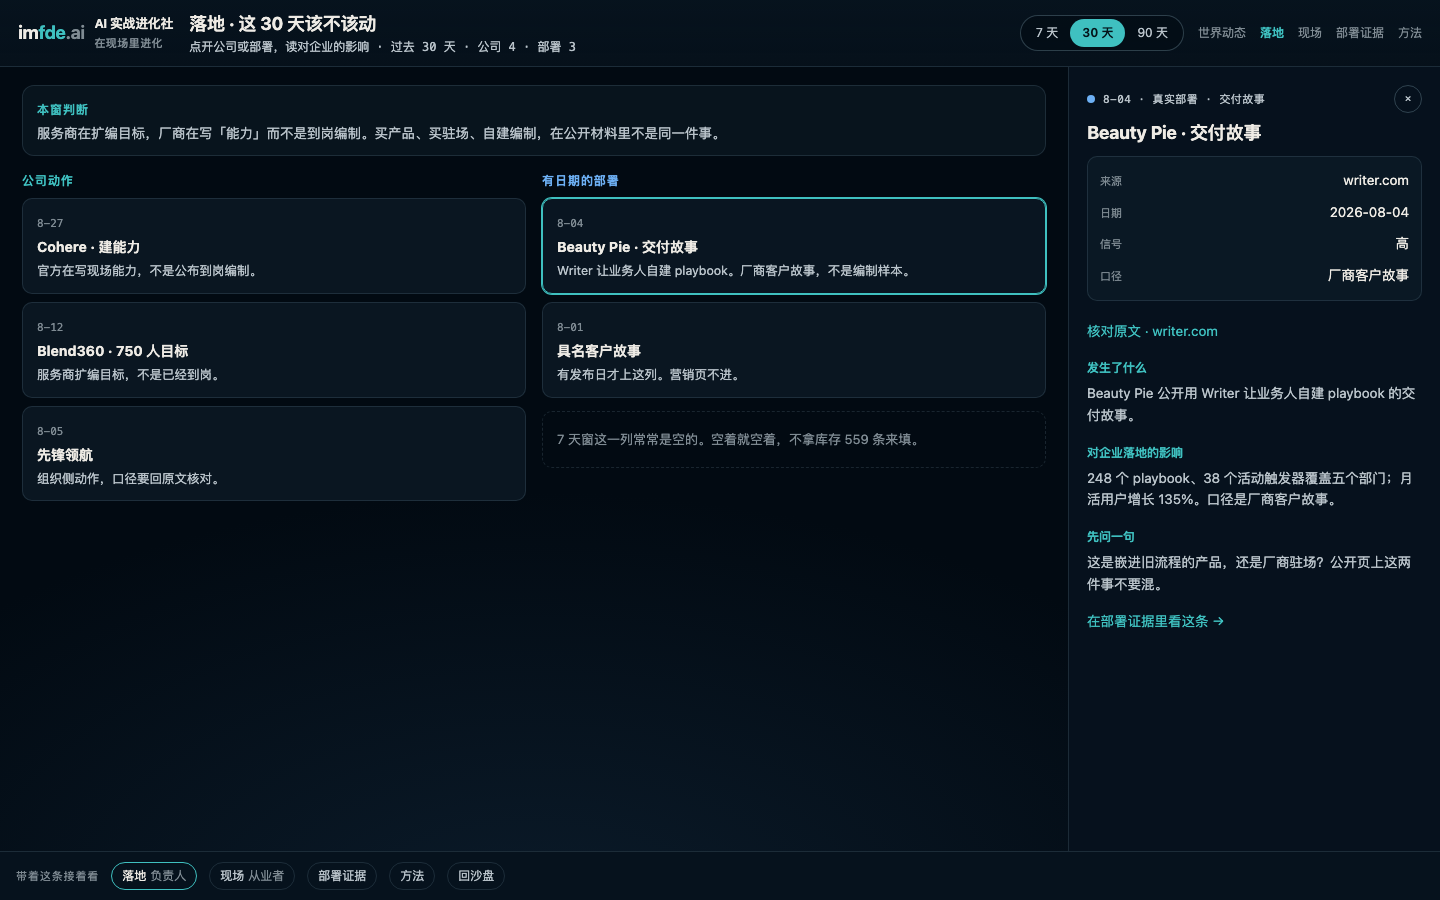 imfde.ai
AI 实战进化社
在现场里进化
落地 · 这 30 天该不该动
点开公司或部署，读对企业的影响 · 过去 30 天 · 公司 4 · 部署 3
7 天 30 天 90 天
世界动态 落地 现场 部署证据 方法
本窗判断
服务商在扩编目标，厂商在写「能力」而不是到岗编制。买产品、买驻场、自建编制，在公开材料里不是同一件事。
公司动作
8-27
Cohere · 建能力
官方在写现场能力，不是公布到岗编制。
8-12
Blend360 · 750 人目标
服务商扩编目标，不是已经到岗。
8-05
先锋领航
组织侧动作，口径要回原文核对。
有日期的部署
8-04
Beauty Pie · 交付故事
Writer 让业务人自建 playbook。厂商客户故事，不是编制样本。
8-01
具名客户故事
有发布日才上这列。营销页不进。
7 天窗这一列常常是空的。空着就空着，不拿库存 559 条来填。
8-04 · 真实部署 · 交付故事
×
Beauty Pie · 交付故事
来源 writer.com
日期 2026-08-04
信号 高
口径 厂商客户故事
核对原文 · writer.com
发生了什么
Beauty Pie 公开用 Writer 让业务人自建 playbook 的交
付故事。
对企业落地的影响
248 个 playbook、38 个活动触发器覆盖五个部门；月
活用户增长 135%。口径是厂商客户故事。
先问一句
这是嵌进旧流程的产品，还是厂商驻场？公开页上这两
件事不要混。
在部署证据里看这条 →
带着这条接着看 落地 负责人 现场 从业者 部署证据 方法 回沙盘